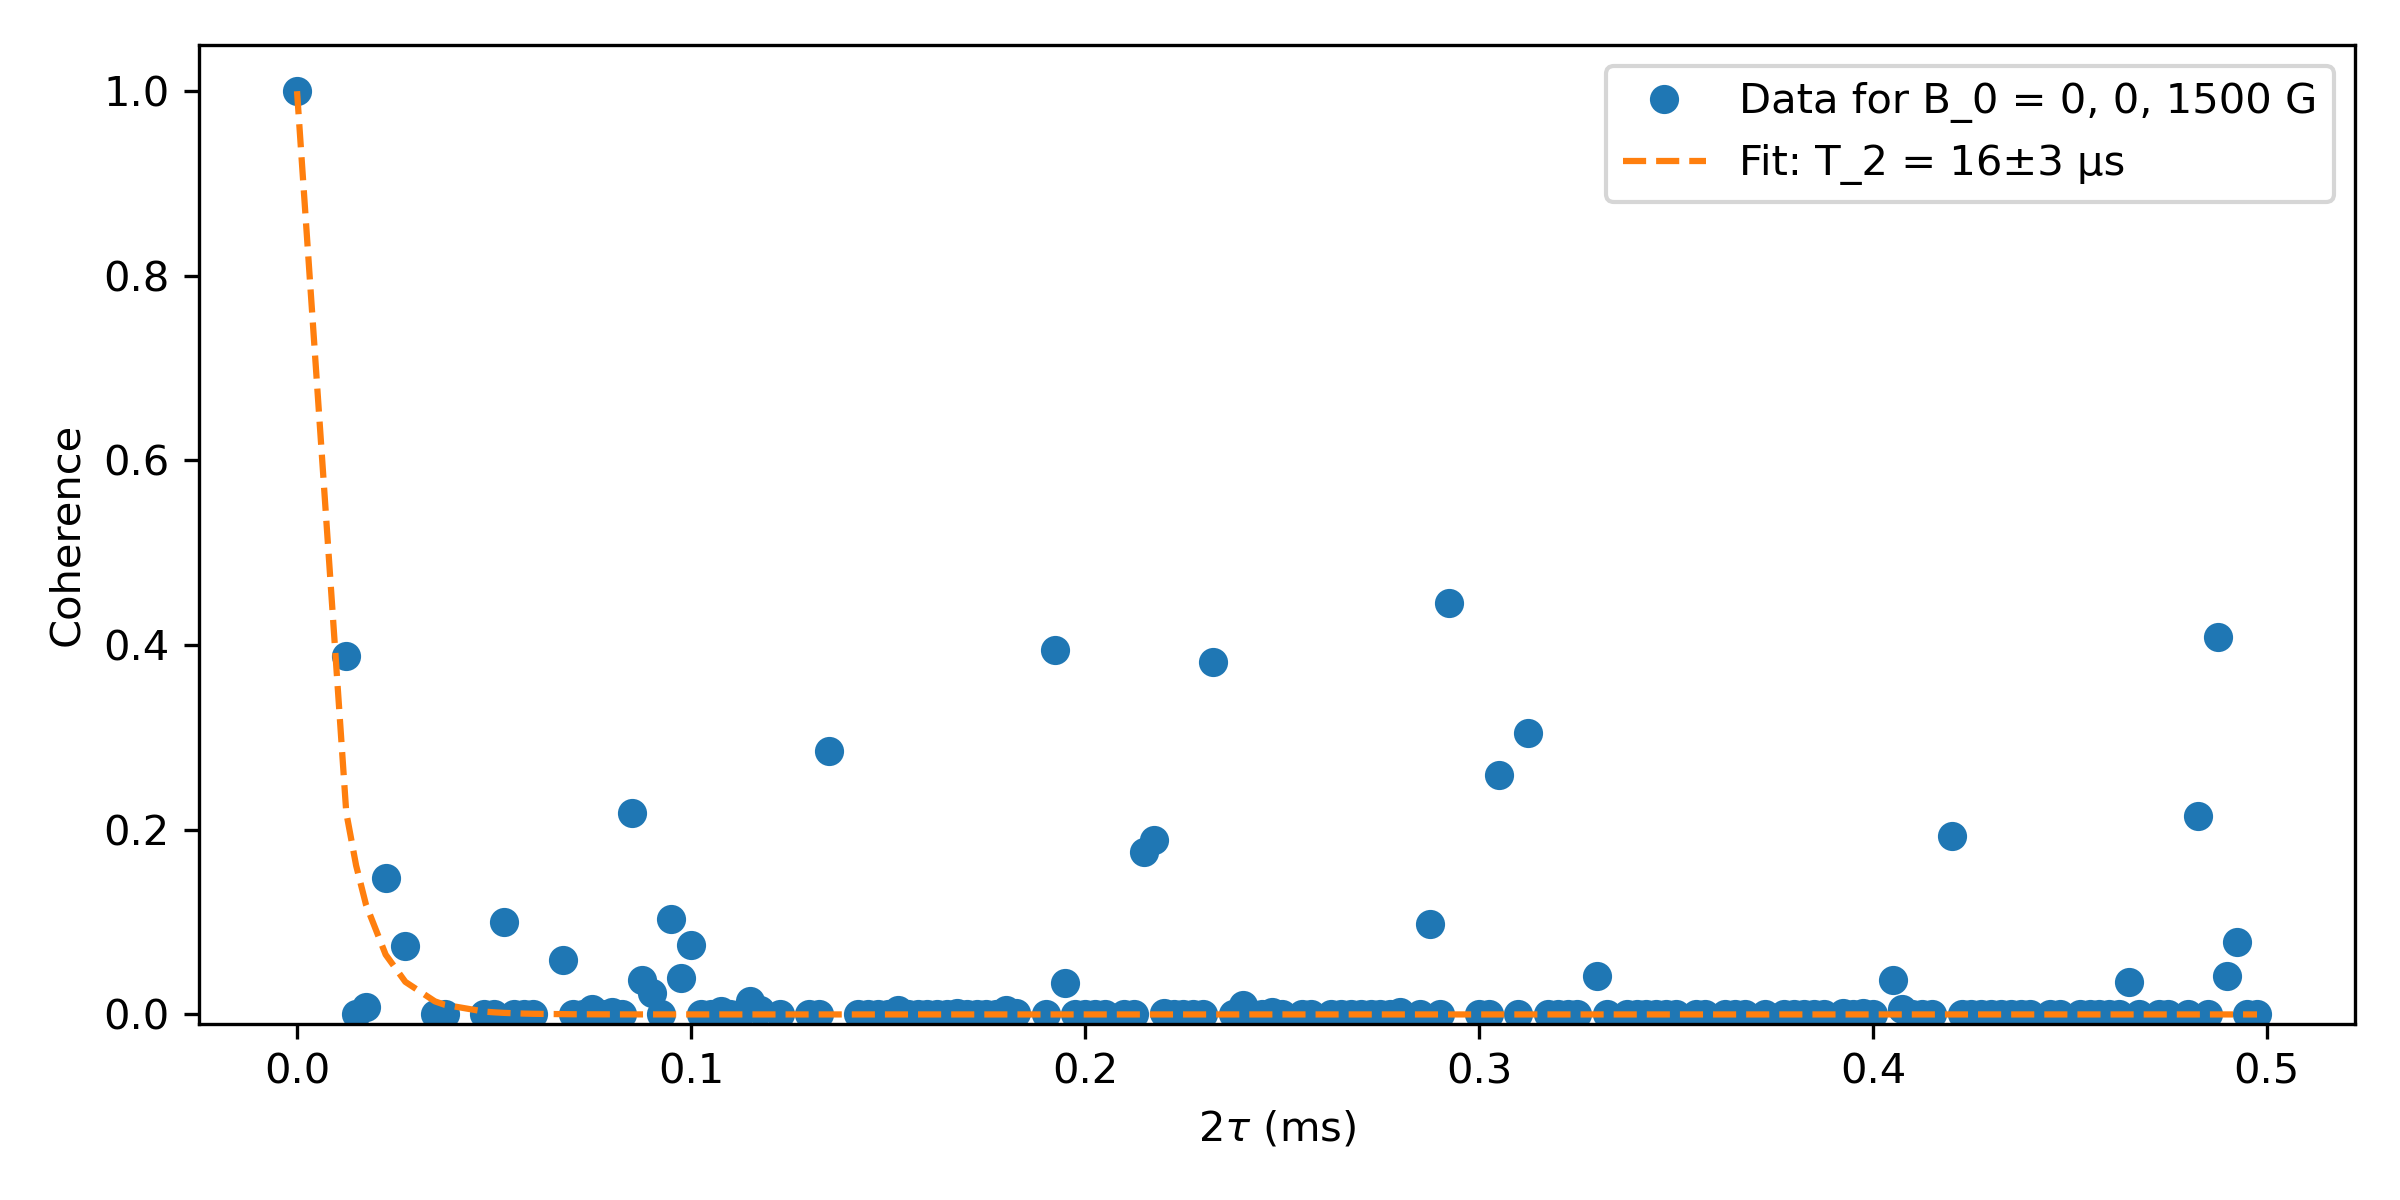 Data for B_0 = 0, 0, 1500 G
Fit: T_2 = 16±3 μs
1.0
0.8
0.6
0.4
0.2
0.0
Coherence
0.0 0.1 0.2 0.3 0.4 0.5
2τ (ms)